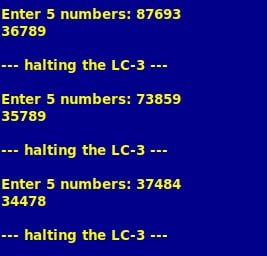 Enter 5 numbers: 87693
36789
--- halting the LC-3 ---
Enter 5 numbers: 73859
35789
--- halting the LC-3 ---
Enter 5 numbers: 37484
34478
--- halting the LC-3 ---